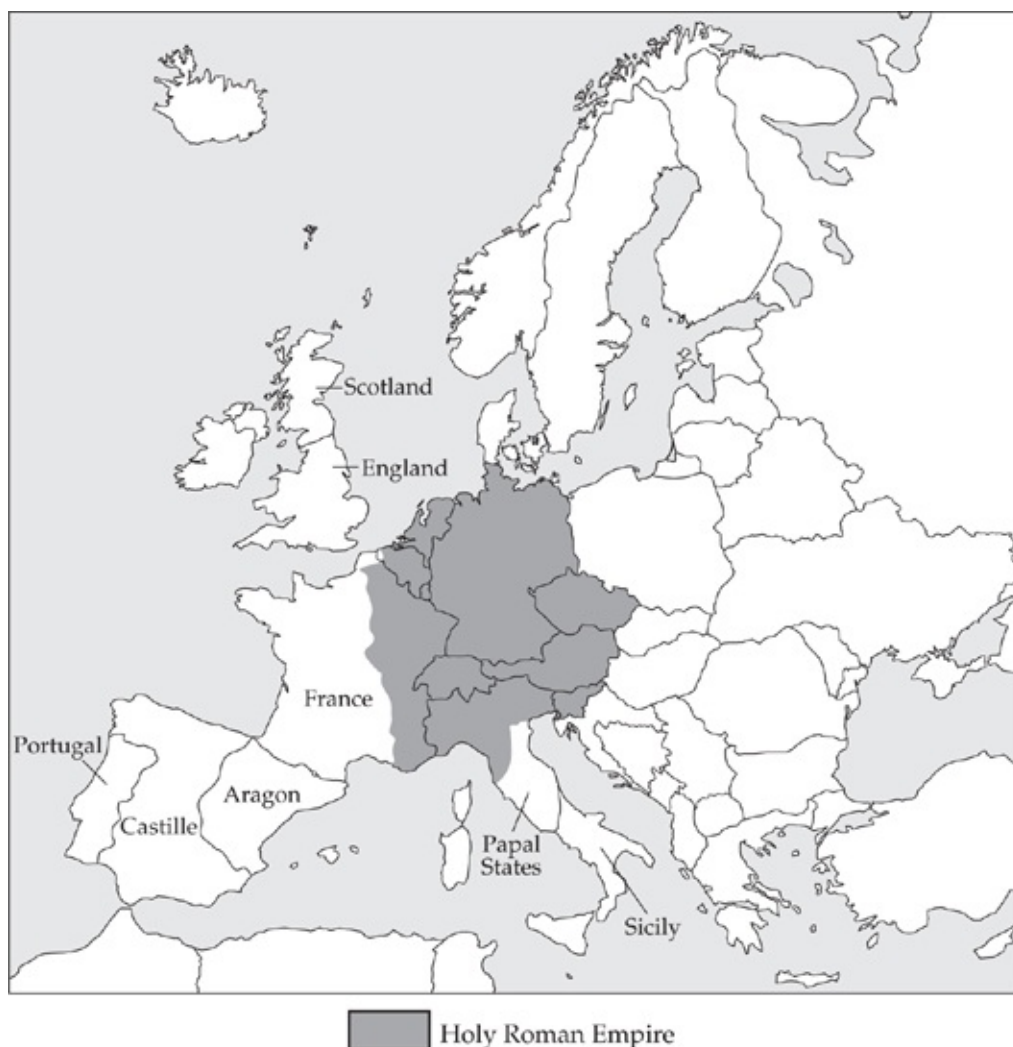 Scotland
England
France
Portugal
Aragon
Castille
Papal
States
Sicily
Holy Roman Empire